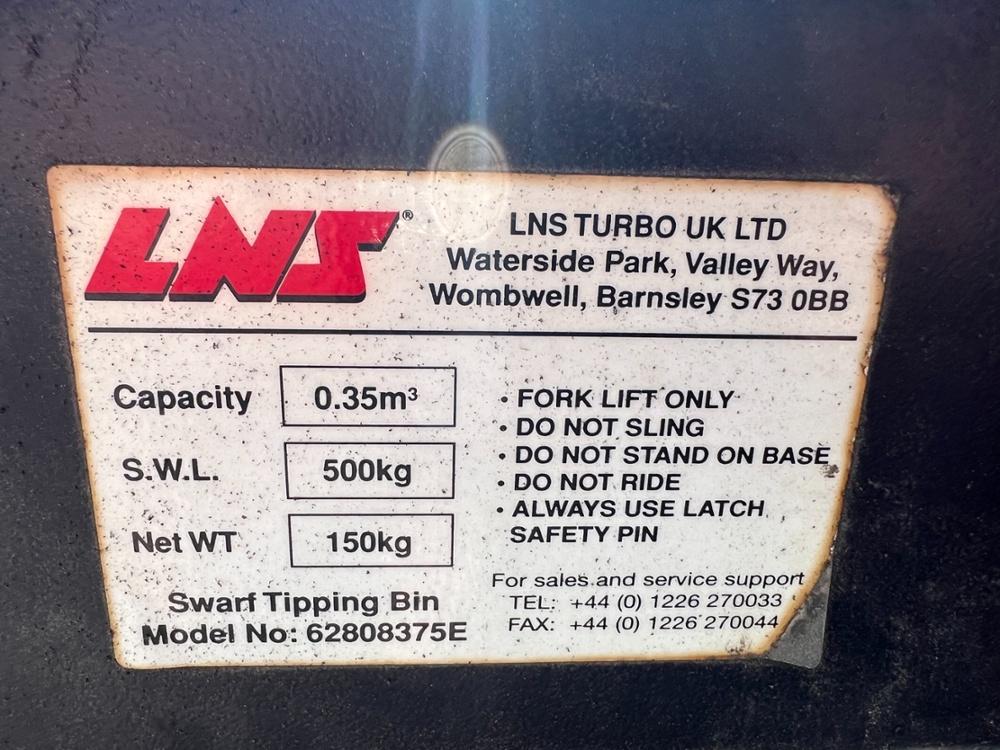 LNS®
LNS TURBO UK LTD
Waterside Park, Valley Way,
Wombwell, Barnsley S73 0BB
Capacity 0.35m³
S.W.L. 500kg
Net WT 150kg
Swarf Tipping Bin
Model No: 62808375E
• FORK LIFT ONLY
• DO NOT SLING
• DO NOT STAND ON BASE
• DO NOT RIDE
• ALWAYS USE LATCH
SAFETY PIN
For sales and service support
TEL: +44 (0) 1226 270033
FAX: +44 (0) 1226 270044